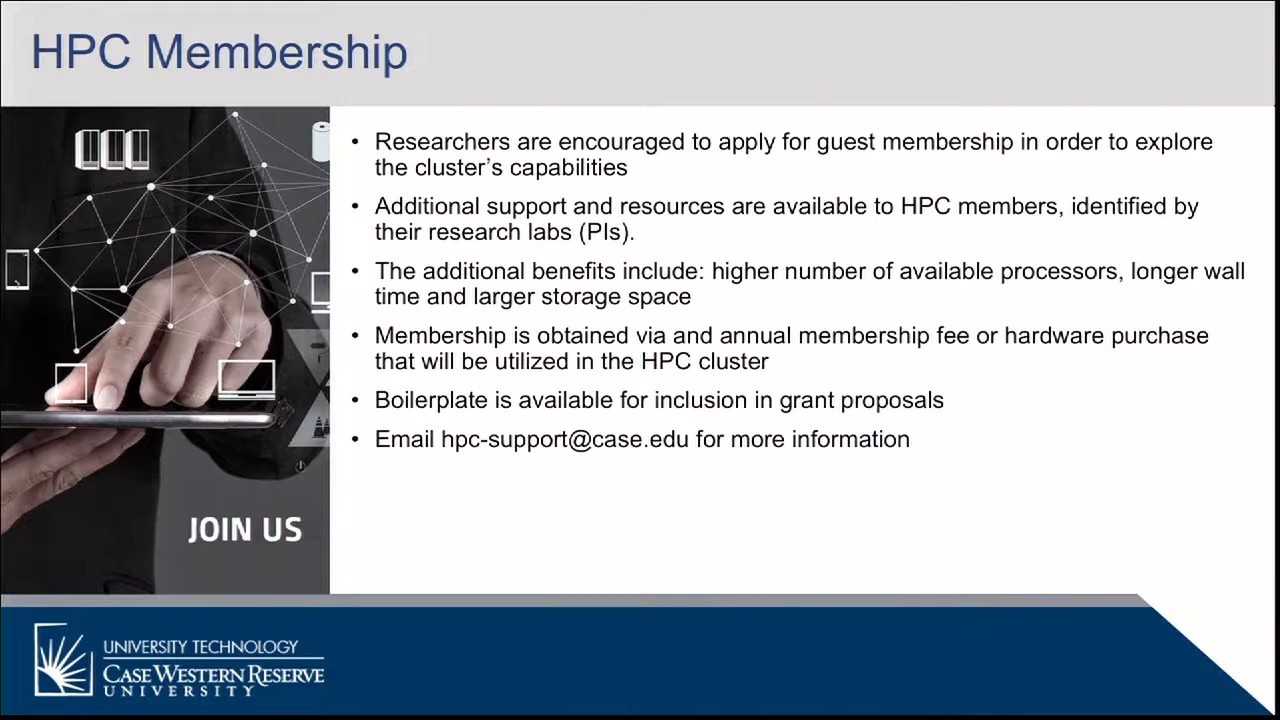 HPC Membership
• Researchers are encouraged to apply for guest membership in order to explore
the cluster's capabilities
• Additional support and resources are available to HPC members, identified by
their research labs (PIs).
• The additional benefits include: higher number of available processors, longer wall
time and larger storage space
• Membership is obtained via and annual membership fee or hardware purchase
that will be utilized in the HPC cluster
• Boilerplate is available for inclusion in grant proposals
• Email hpc-support@case.edu for more information
JOIN US
UNIVERSITY TECHNOLOGY
CASE WESTERN RESERVE
UNIVERSITY